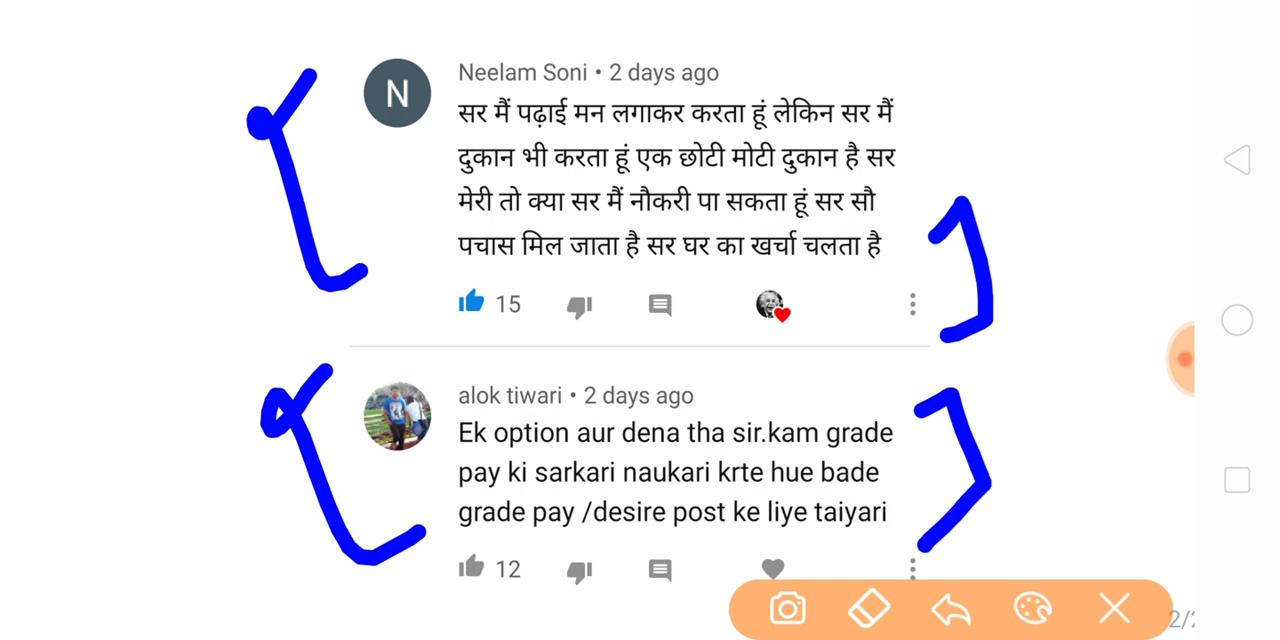 N
Neelam Soni • 2 days ago
सर मैं पढ़ाई मन लगाकर करता हूं लेकिन सर मैं
दुकान भी करता हूं एक छोटी मोटी दुकान है सर
मेरी तो क्या सर मैं नौकरी पा सकता हूं सर सौ
पचास मिल जाता है सर घर का खर्चा चलता है
15
alok tiwari • 2 days ago
Ek option aur dena tha sir.kam grade
pay ki sarkari naukari krte hue bade
grade pay /desire post ke liye taiyari
12